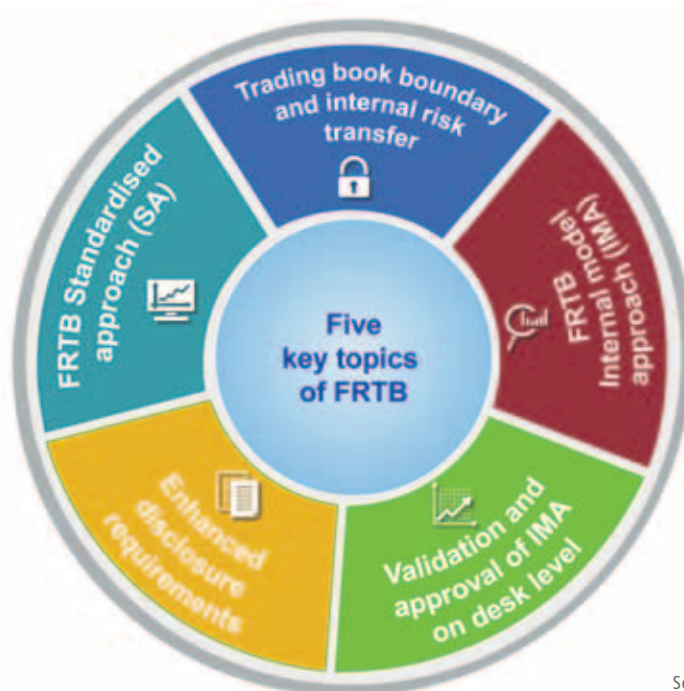 Trading book boundary
and internal risk
transfer
FRTB
Internal model
approach (IMA)
Validation and
approval of IMA
on desk level
Enhanced
disclosure
requirements
FRTB Standardised
approach (SA)
Five
key topics
of FRTB